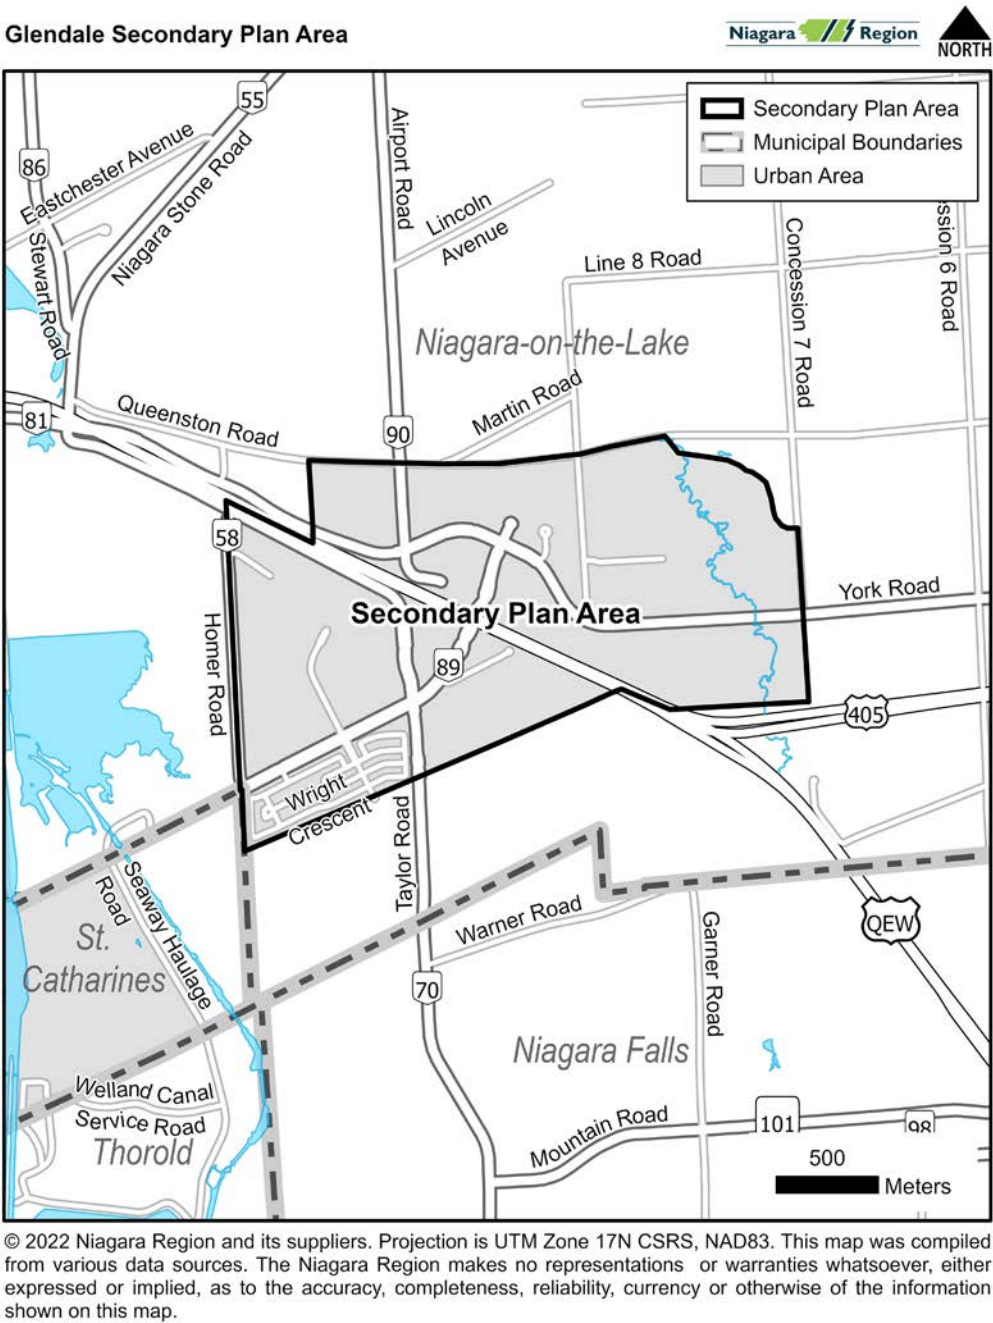 Glendale Secondary Plan Area
Niagara Region
NORTH
Secondary Plan Area
Municipal Boundaries
Urban Area
55
86
Eastchester Avenue
Niagara Stone Road
Stewart Road
Airport Road
Lincoln
Avenue
Line 8 Road
Concession 7 Road
ession 6 Road
Niagara-on-the-Lake
Martin Road
81
Queenston Road
90
58
York Road
Secondary Plan Area
Homer Road
89
405
Wright
Crescent
Taylor Road
Seaway Haulage
Road
St.
Catharines
Warner Road
QEW
Garner Road
70
Niagara Falls
Welland Canal
Service Road
Thorold
Mountain Road
101
98
500
Meters
© 2022 Niagara Region and its suppliers. Projection is UTM Zone 17N CSRS, NAD83. This map was compiled
from various data sources. The Niagara Region makes no representations or warranties whatsoever, either
expressed or implied, as to the accuracy, completeness, reliability, currency or otherwise of the information
shown on this map.